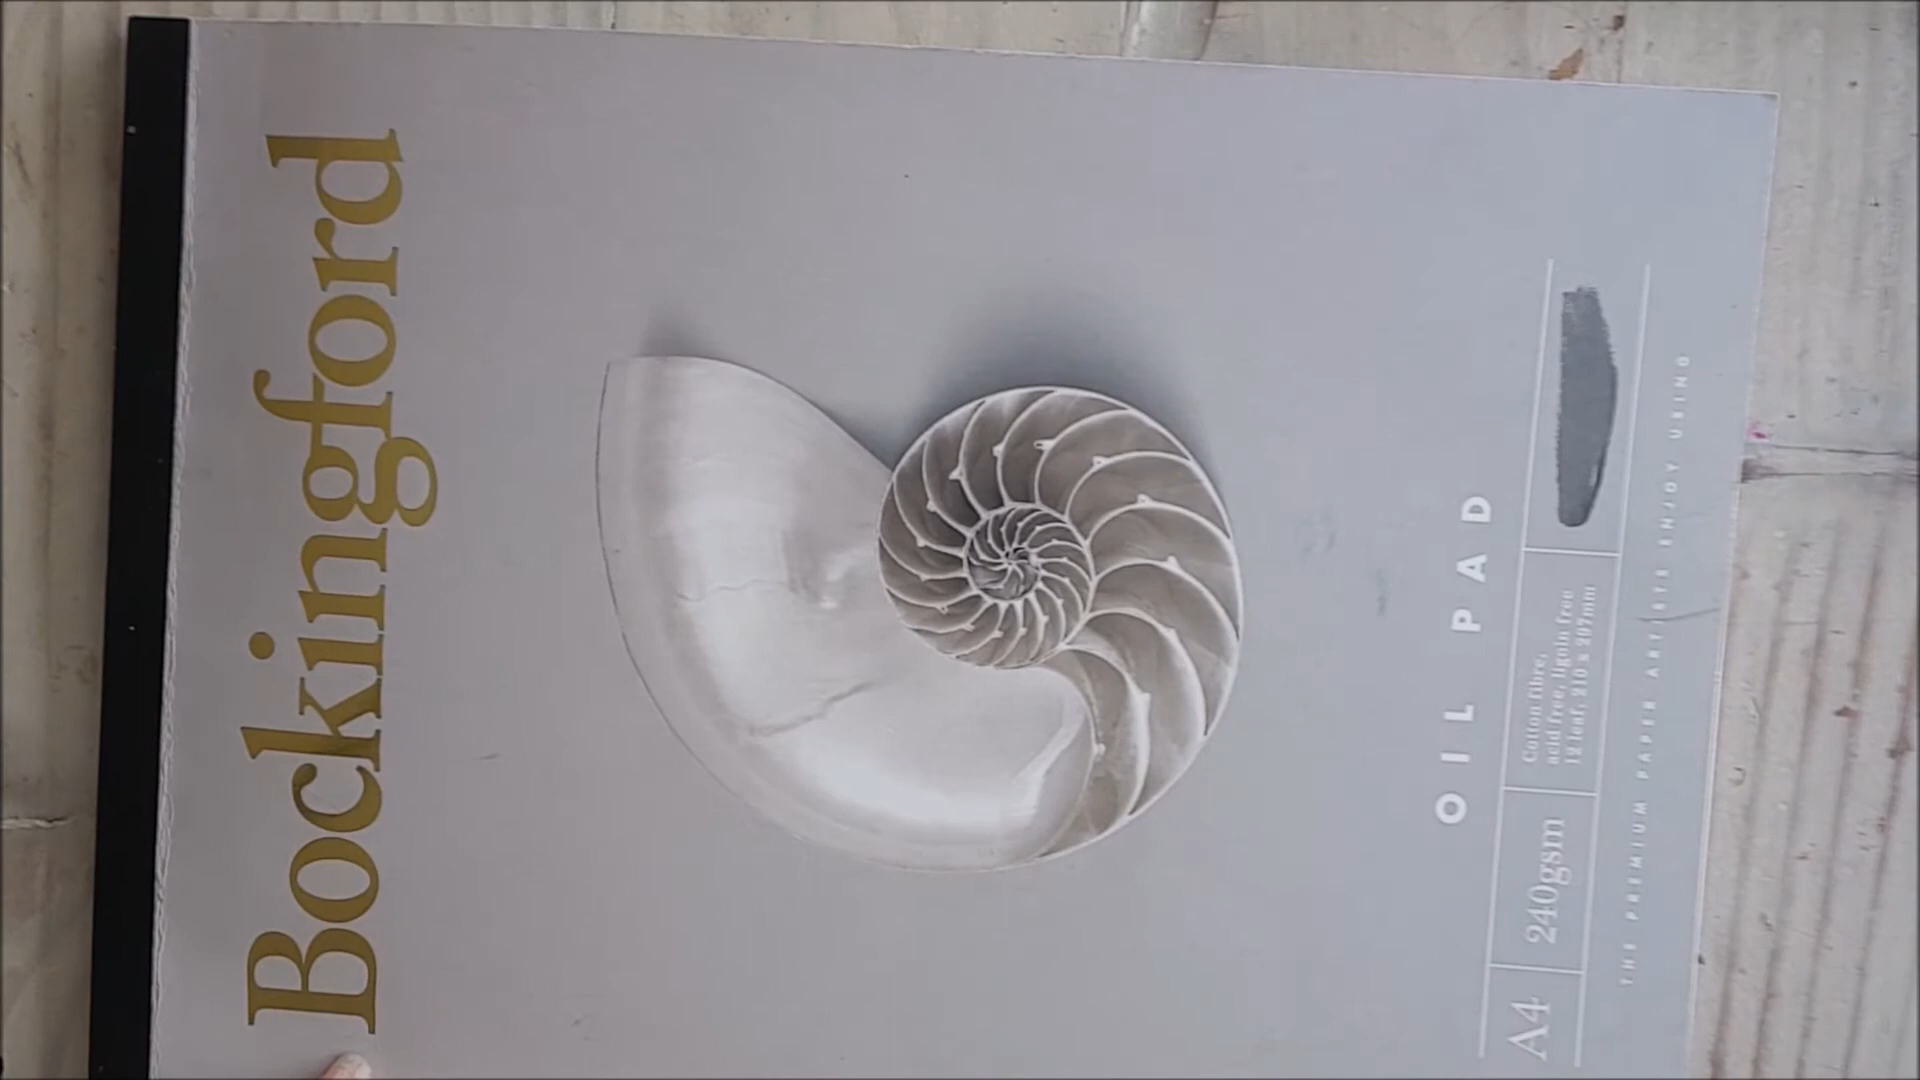 Bockingford
OIL PAD
A4
240gsm
Cotton fibre,
acid free, lignin free
12 leaf, 210 x 297mm
THE PREMIUM PAPER ARTISTS ENJOY USING